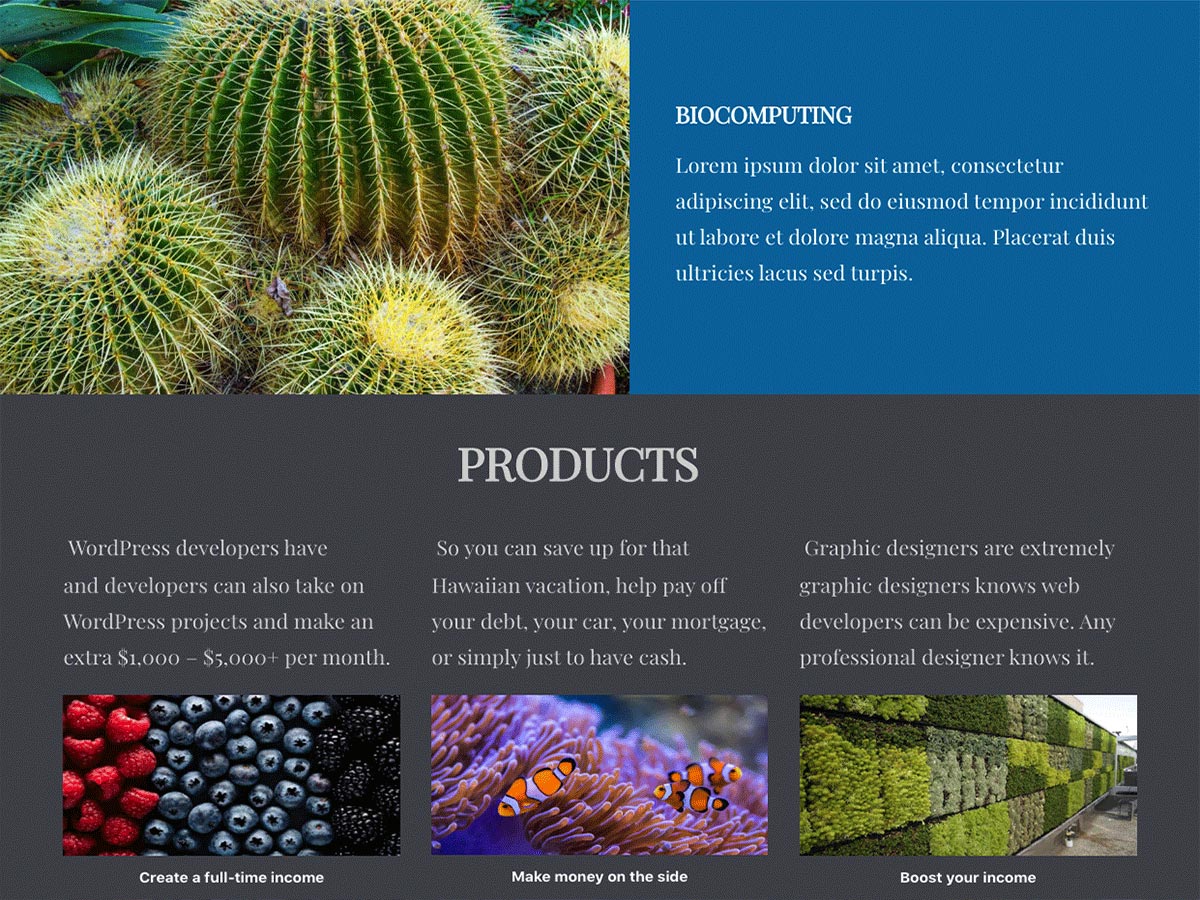 BIOCOMPUTING
Lorem ipsum dolor sit amet, consectetur
adipiscing elit, sed do eiusmod tempor incididunt
ut labore et dolore magna aliqua. Placerat duis
ultricies lacus sed turpis.
PRODUCTS
WordPress developers have
and developers can also take on
WordPress projects and make an
extra $1,000 – $5,000+ per month.
So you can save up for that
Hawaiian vacation, help pay off
your debt, your car, your mortgage,
or simply just to have cash.
Graphic designers are extremely
graphic designers knows web
developers can be expensive. Any
professional designer knows it.
Create a full-time income
Make money on the side
Boost your income